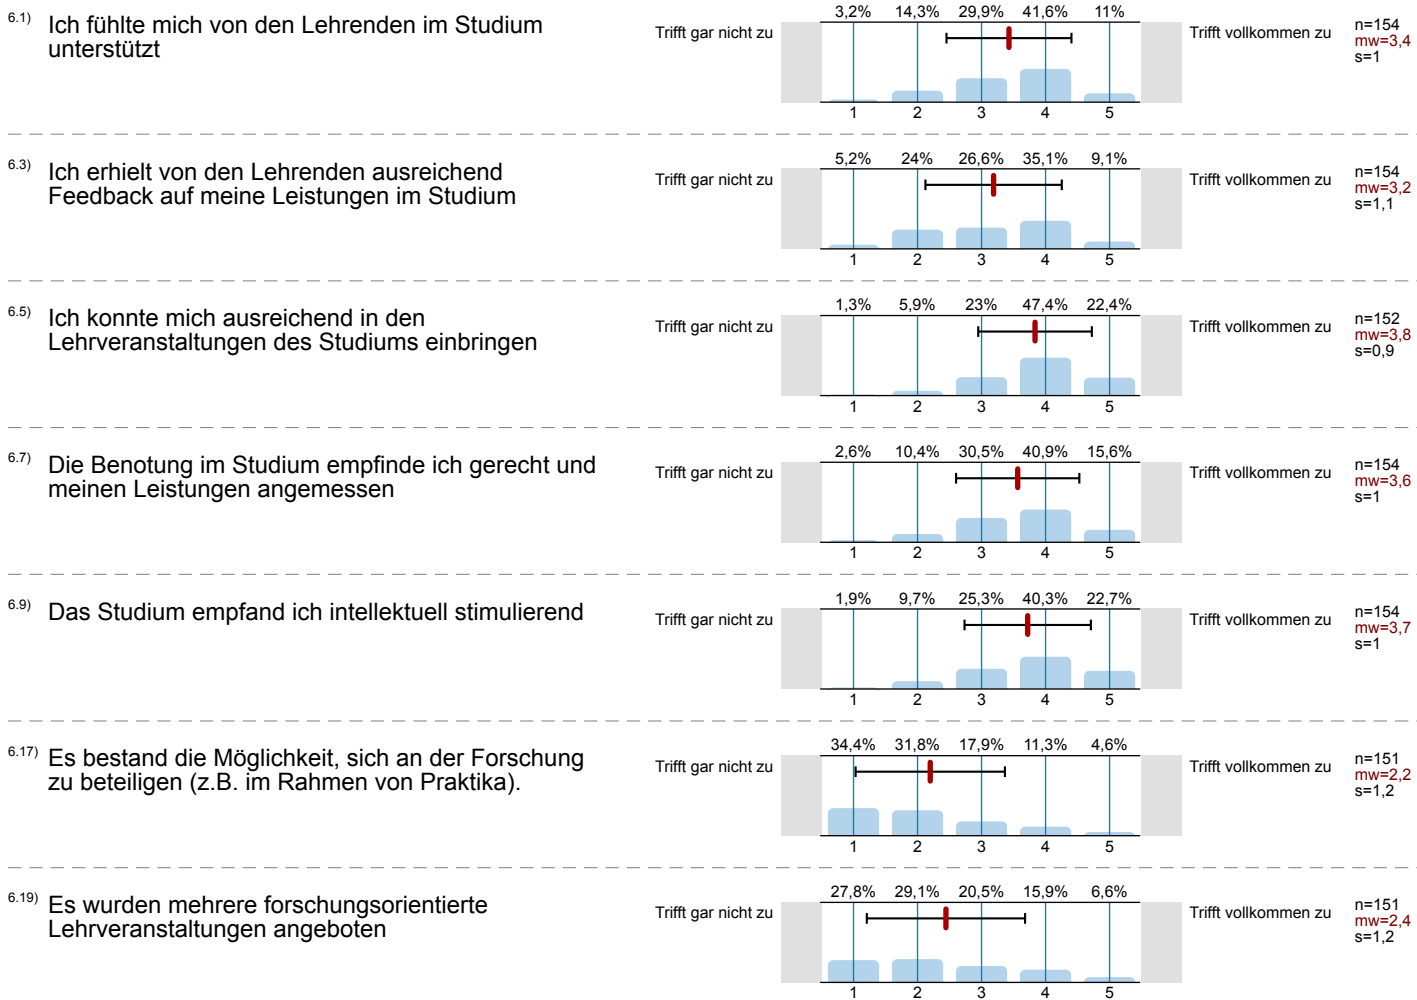 6.1) Ich fühlte mich von den Lehrenden im Studium
unterstützt
Trifft gar nicht zu
3,2% 14,3% 29,9% 41,6% 11%
1 2 3 4 5
Trifft vollkommen zu
n=154
mw=3,4
s=1
6.3) Ich erhielt von den Lehrenden ausreichend
Feedback auf meine Leistungen im Studium
Trifft gar nicht zu
5,2% 24% 26,6% 35,1% 9,1%
1 2 3 4 5
Trifft vollkommen zu
n=154
mw=3,2
s=1,1
6.5) Ich konnte mich ausreichend in den
Lehrveranstaltungen des Studiums einbringen
Trifft gar nicht zu
1,3% 5,9% 23% 47,4% 22,4%
1 2 3 4 5
Trifft vollkommen zu
n=152
mw=3,8
s=0,9
6.7) Die Benotung im Studium empfinde ich gerecht und
meinen Leistungen angemessen
Trifft gar nicht zu
2,6% 10,4% 30,5% 40,9% 15,6%
1 2 3 4 5
Trifft vollkommen zu
n=154
mw=3,6
s=1
6.9) Das Studium empfand ich intellektuell stimulierend
Trifft gar nicht zu
1,9% 9,7% 25,3% 40,3% 22,7%
1 2 3 4 5
Trifft vollkommen zu
n=154
mw=3,7
s=1
6.17) Es bestand die Möglichkeit, sich an der Forschung
zu beteiligen (z.B. im Rahmen von Praktika).
Trifft gar nicht zu
34,4% 31,8% 17,9% 11,3% 4,6%
1 2 3 4 5
Trifft vollkommen zu
n=151
mw=2,2
s=1,2
6.19) Es wurden mehrere forschungsorientierte
Lehrveranstaltungen angeboten
Trifft gar nicht zu
27,8% 29,1% 20,5% 15,9% 6,6%
1 2 3 4 5
Trifft vollkommen zu
n=151
mw=2,4
s=1,2